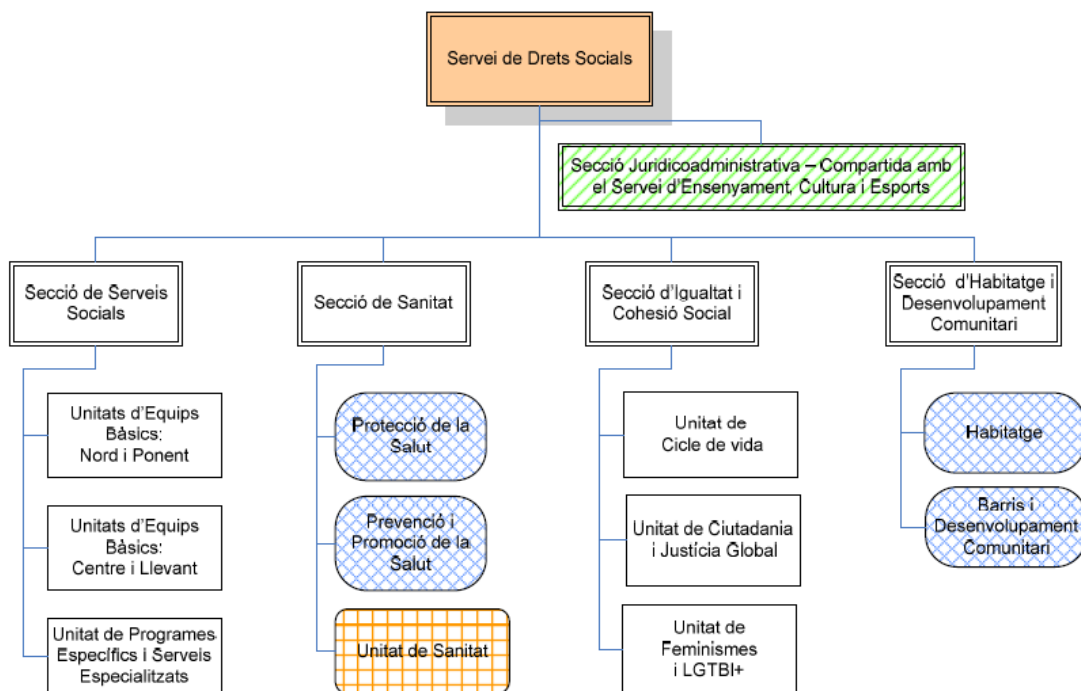 Servei de Drets Socials
Secció Juridicoadministrativa – Compartida amb
el Servei d'Ensenyament, Cultura i Esports
Secció de Serveis
Socials
Secció de Sanitat
Secció d'Igualtat i
Cohesió Social
Secció d'Habitatge i
Desenvolupament
Comunitari
Unitats d'Equips
Bàsics:
Nord i Ponent
Unitats d'Equips
Bàsics:
Centre i Llevant
Unitat de Programes
Específics i Serveis
Especialitzats
Protecció de la
Salut
Prevenció i
Promoció de la
Salut
Unitat de Sanitat
Unitat de
Cicle de vida
Unitat de Ciutadania
i Justícia Global
Unitat de
Feminismes
i LGTBI+
Habitatge
Barris i
Desenvolupament
Comunitari